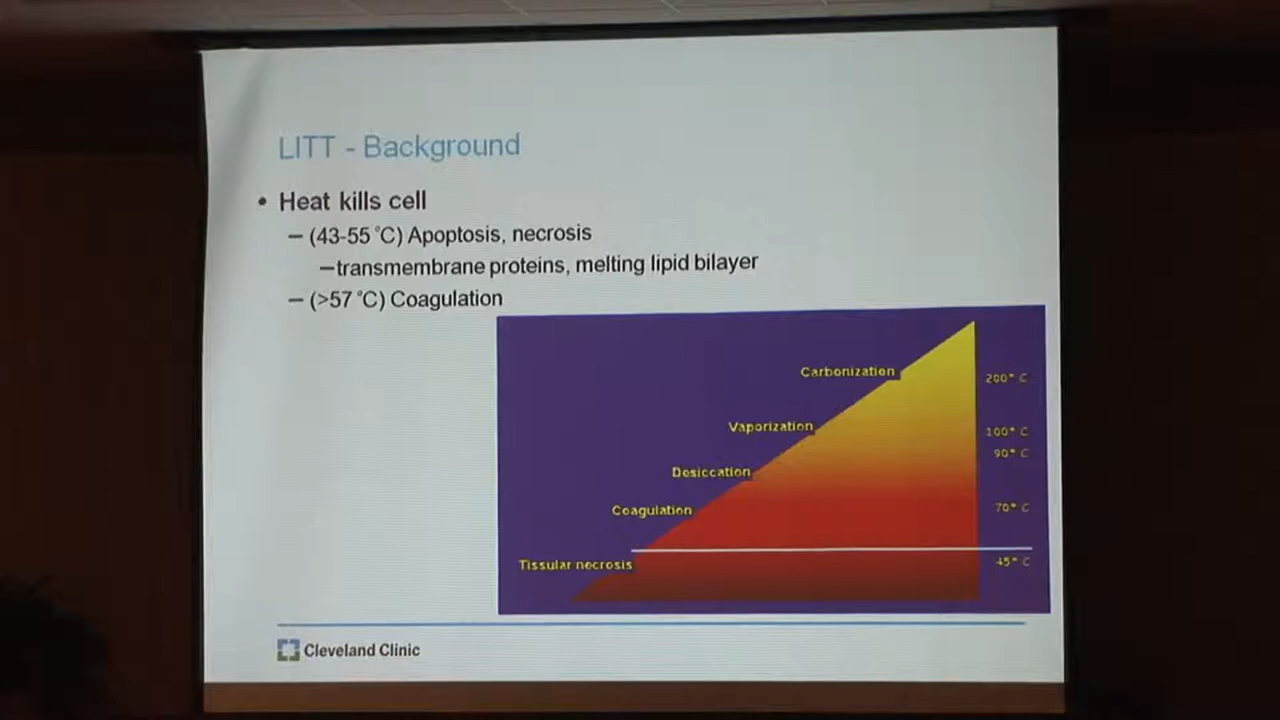 LITT - Background
• Heat kills cell
– (43-55 °C) Apoptosis, necrosis
–transmembrane proteins, melting lipid bilayer
– (>57 °C) Coagulation
Carbonization
200° C
Vaporization
100° C
90° C
Desiccation
Coagulation
70° C
Tissular necrosis
45° C
Cleveland Clinic